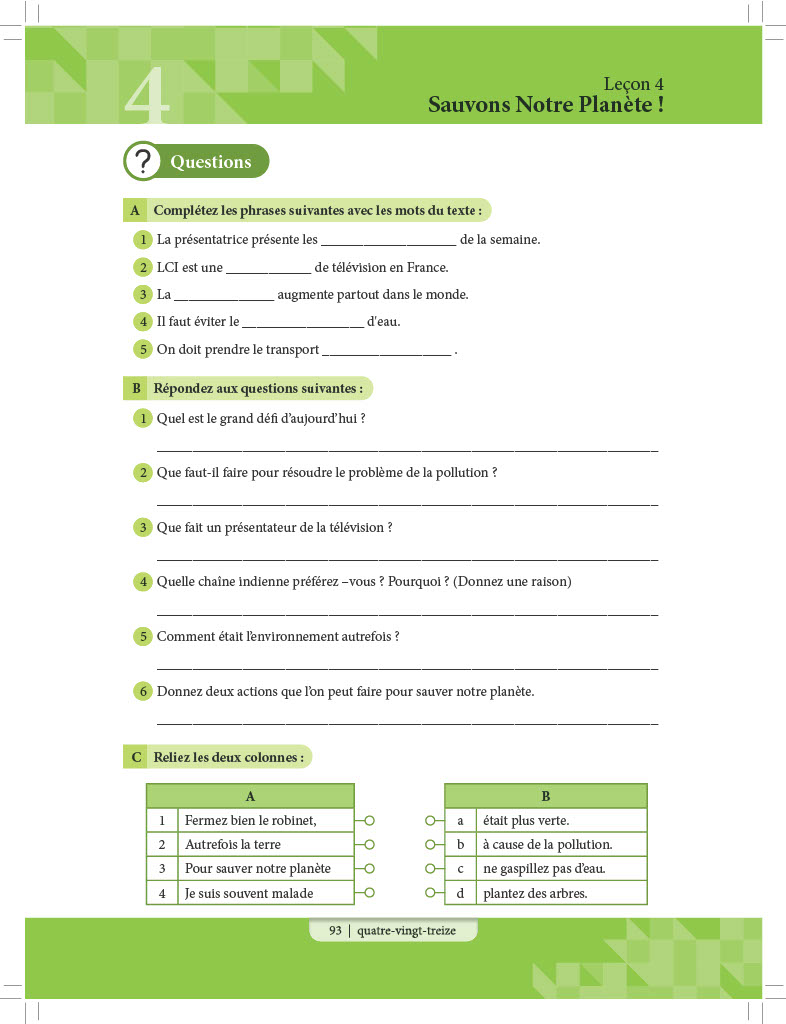 4
Leçon 4
Sauvons Notre Planète !
? Questions
A Complétez les phrases suivantes avec les mots du texte :
1 La présentatrice présente les ___________________ de la semaine.
2 LCI est une ____________ de télévision en France.
3 La ______________ augmente partout dans le monde.
4 Il faut éviter le _________________ d'eau.
5 On doit prendre le transport __________________ .
B Répondez aux questions suivantes :
1 Quel est le grand défi d'aujourd'hui ?
2 Que faut-il faire pour résoudre le problème de la pollution ?
3 Que fait un présentateur de la télévision ?
4 Quelle chaîne indienne préférez –vous ? Pourquoi ? (Donnez une raison)
5 Comment était l'environnement autrefois ?
6 Donnez deux actions que l'on peut faire pour sauver notre planète.
C Reliez les deux colonnes :
A B
1 Fermez bien le robinet, a était plus verte.
2 Autrefois la terre b à cause de la pollution.
3 Pour sauver notre planète c ne gaspillez pas d'eau.
4 Je suis souvent malade d plantez des arbres.
93 | quatre-vingt-treize